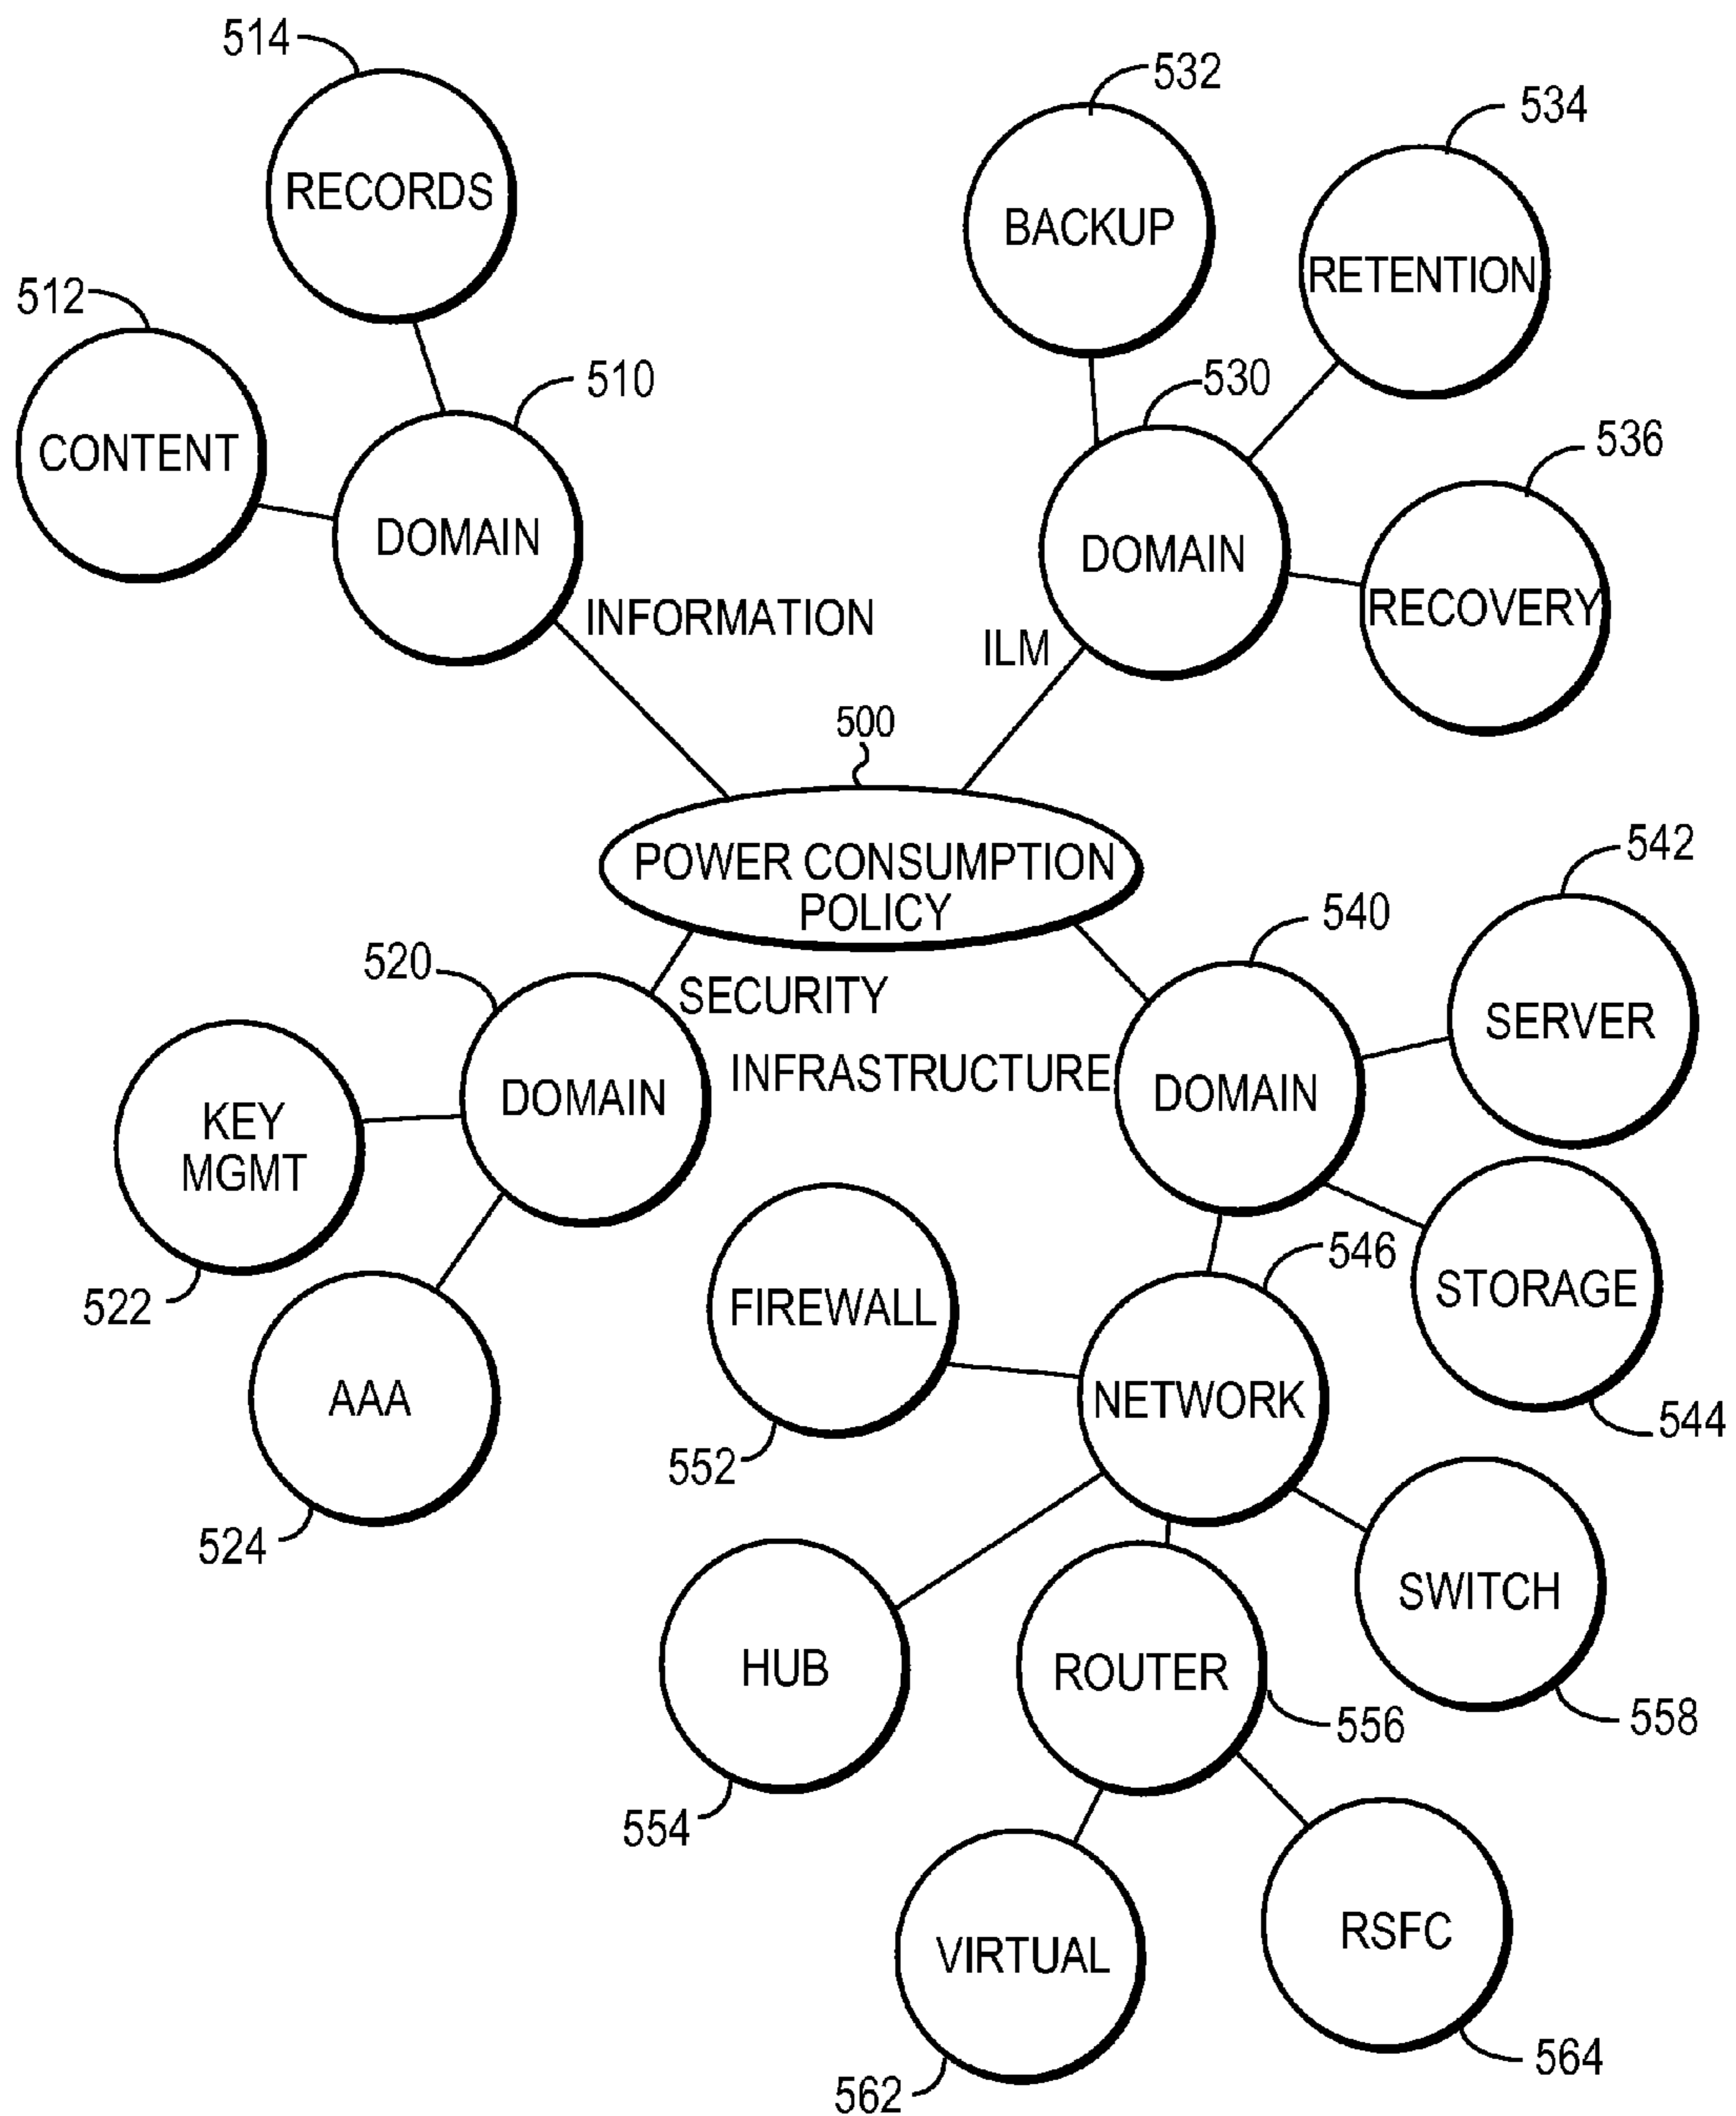 514
RECORDS
532
BACKUP
534
RETENTION
512
CONTENT
510
DOMAIN
INFORMATION
530
DOMAIN
ILM
536
RECOVERY
500
POWER CONSUMPTION
POLICY
520
DOMAIN
SECURITY
KEY
MGMT
522
AAA
524
540
DOMAIN
INFRASTRUCTURE
542
SERVER
STORAGE
544
546
NETWORK
FIREWALL
552
HUB
554
ROUTER
556
SWITCH
558
VIRTUAL
562
RSFC
564